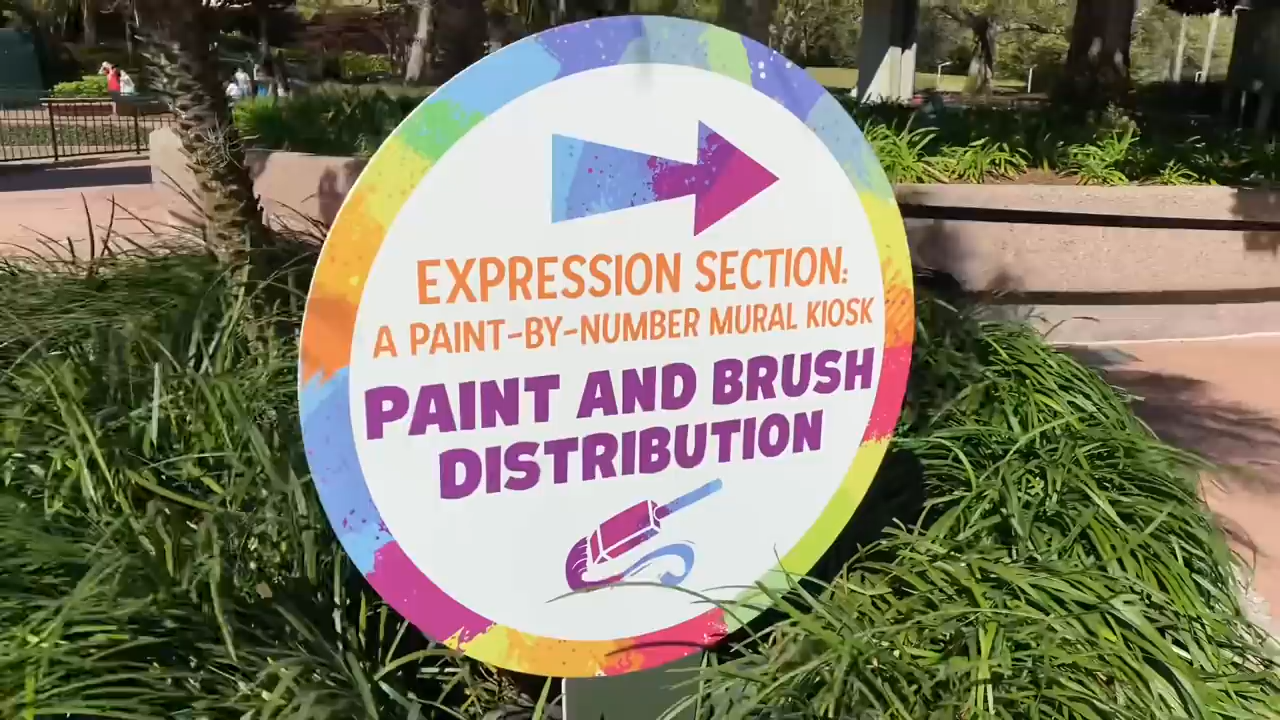 EXPRESSION SECTION:
A PAINT-BY-NUMBER MURAL KIOSK
PAINT AND BRUSH
DISTRIBUTION